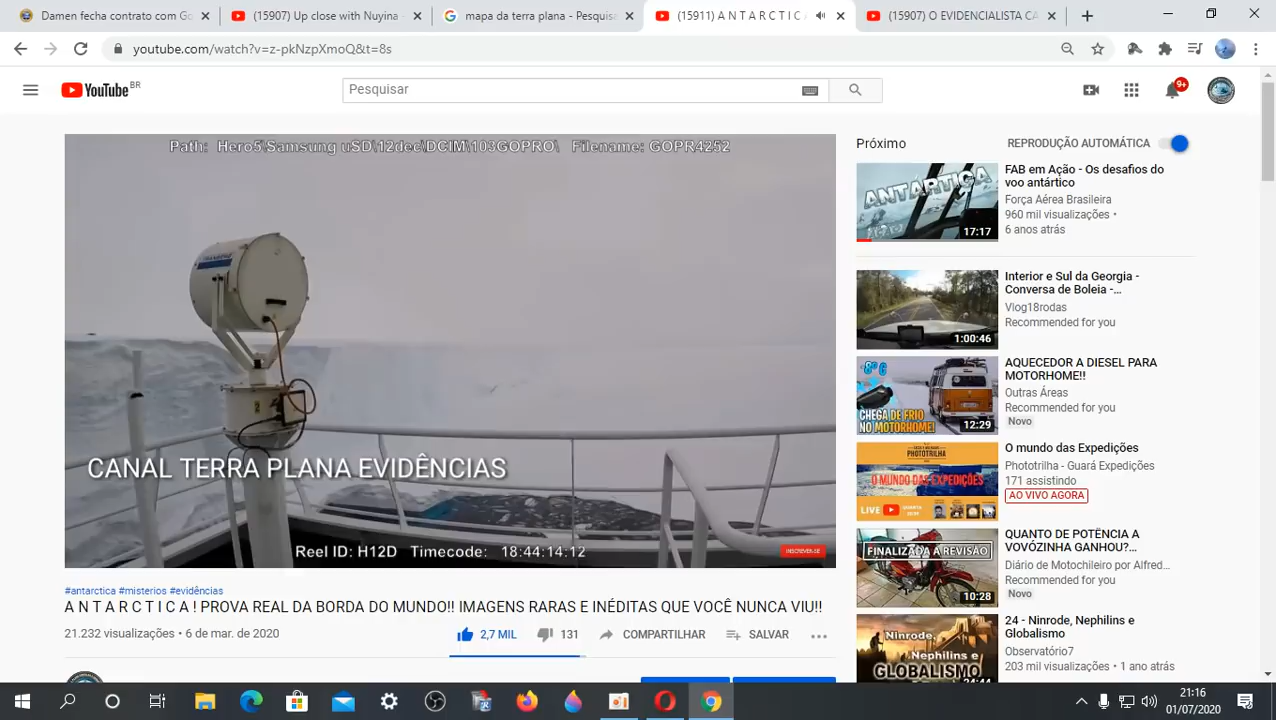 Damen fecha contrato com Go
(15907) Up close with Nuyina
mapa da terra plana - Pesquisa
(15911) A N T A R C T I C A
(15907) O EVIDENCIALISTA CA
youtube.com/watch?v=z-pkNzpXmoQ&t=8s
YouTube BR
Pesquisar
9+
Path: Hero5\Samsung uSD\12dec\DCIM\103GOPRO\ Filename: GOPR4252
CANAL TERRA PLANA EVIDÊNCIAS
Reel ID: H12D Timecode: 18:44:14:12
INSCREVER-SE
#antarctica #misterios #evidências
A N T A R C T I C A ! PROVA REAL DA BORDA DO MUNDO!! IMAGENS RARAS E INÉDITAS QUE VOCÊ NUNCA VIU!!
21.232 visualizações • 6 de mar. de 2020
2,7 MIL
131
COMPARTILHAR
SALVAR
Próximo
REPRODUÇÃO AUTOMÁTICA
ANTÁRTICA
17:17
FAB em Ação - Os desafios do
voo antártico
Força Aérea Brasileira
960 mil visualizações •
6 anos atrás
1:00:46
Interior e Sul da Georgia -
Conversa de Boleia -...
Vlog18rodas
Recommended for you
-8°C
CHEGA DE FRIO
NO MOTORHOME!
12:29
AQUECEDOR A DIESEL PARA
MOTORHOME!!
Outras Áreas
Recommended for you
Novo
PHOTOTRILHA
O MUNDO DAS EXPEDIÇÕES
LIVE
YouTube
O mundo das Expedições
Phototrilha - Guará Expedições
171 assistindo
AO VIVO AGORA
FINALIZADA A REVISÃO
10:28
QUANTO DE POTÊNCIA A
VOVÓZINHA GANHOU?...
Diário de Motochileiro por Alfred...
Recommended for you
Novo
Ninrode,
Nephilins e
GLOBALISMO
24:44
24 - Ninrode, Nephilins e
Globalismo
Observatório7
203 mil visualizações • 1 ano atrás
21:16
01/07/2020